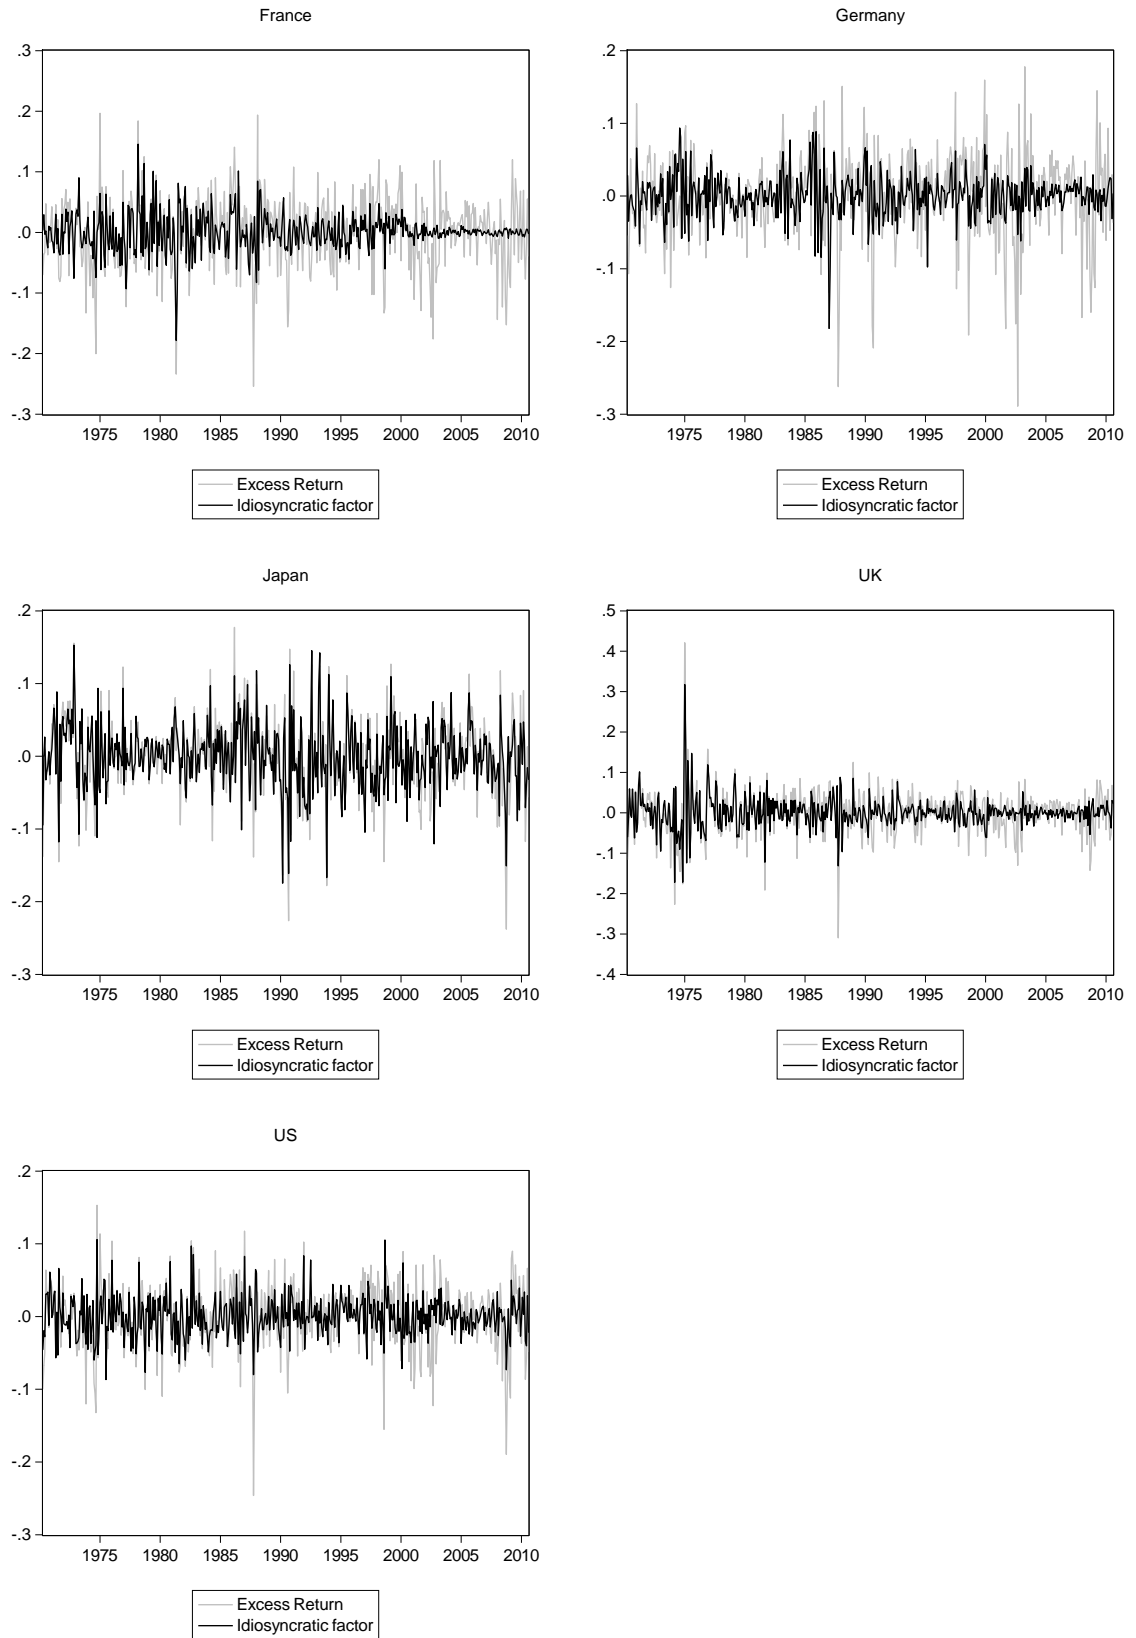 France
.3
.2
.1
.0
-.1
-.2
-.3
1975 1980 1985 1990 1995 2000 2005 2010
Excess Return
Idiosyncratic factor
Germany
.2
.1
.0
-.1
-.2
-.3
1975 1980 1985 1990 1995 2000 2005 2010
Excess Return
Idiosyncratic factor
Japan
.2
.1
.0
-.1
-.2
-.3
1975 1980 1985 1990 1995 2000 2005 2010
Excess Return
Idiosyncratic factor
UK
.5
.4
.3
.2
.1
.0
-.1
-.2
-.3
-.4
1975 1980 1985 1990 1995 2000 2005 2010
Excess Return
Idiosyncratic factor
US
.2
.1
.0
-.1
-.2
-.3
1975 1980 1985 1990 1995 2000 2005 2010
Excess Return
Idiosyncratic factor